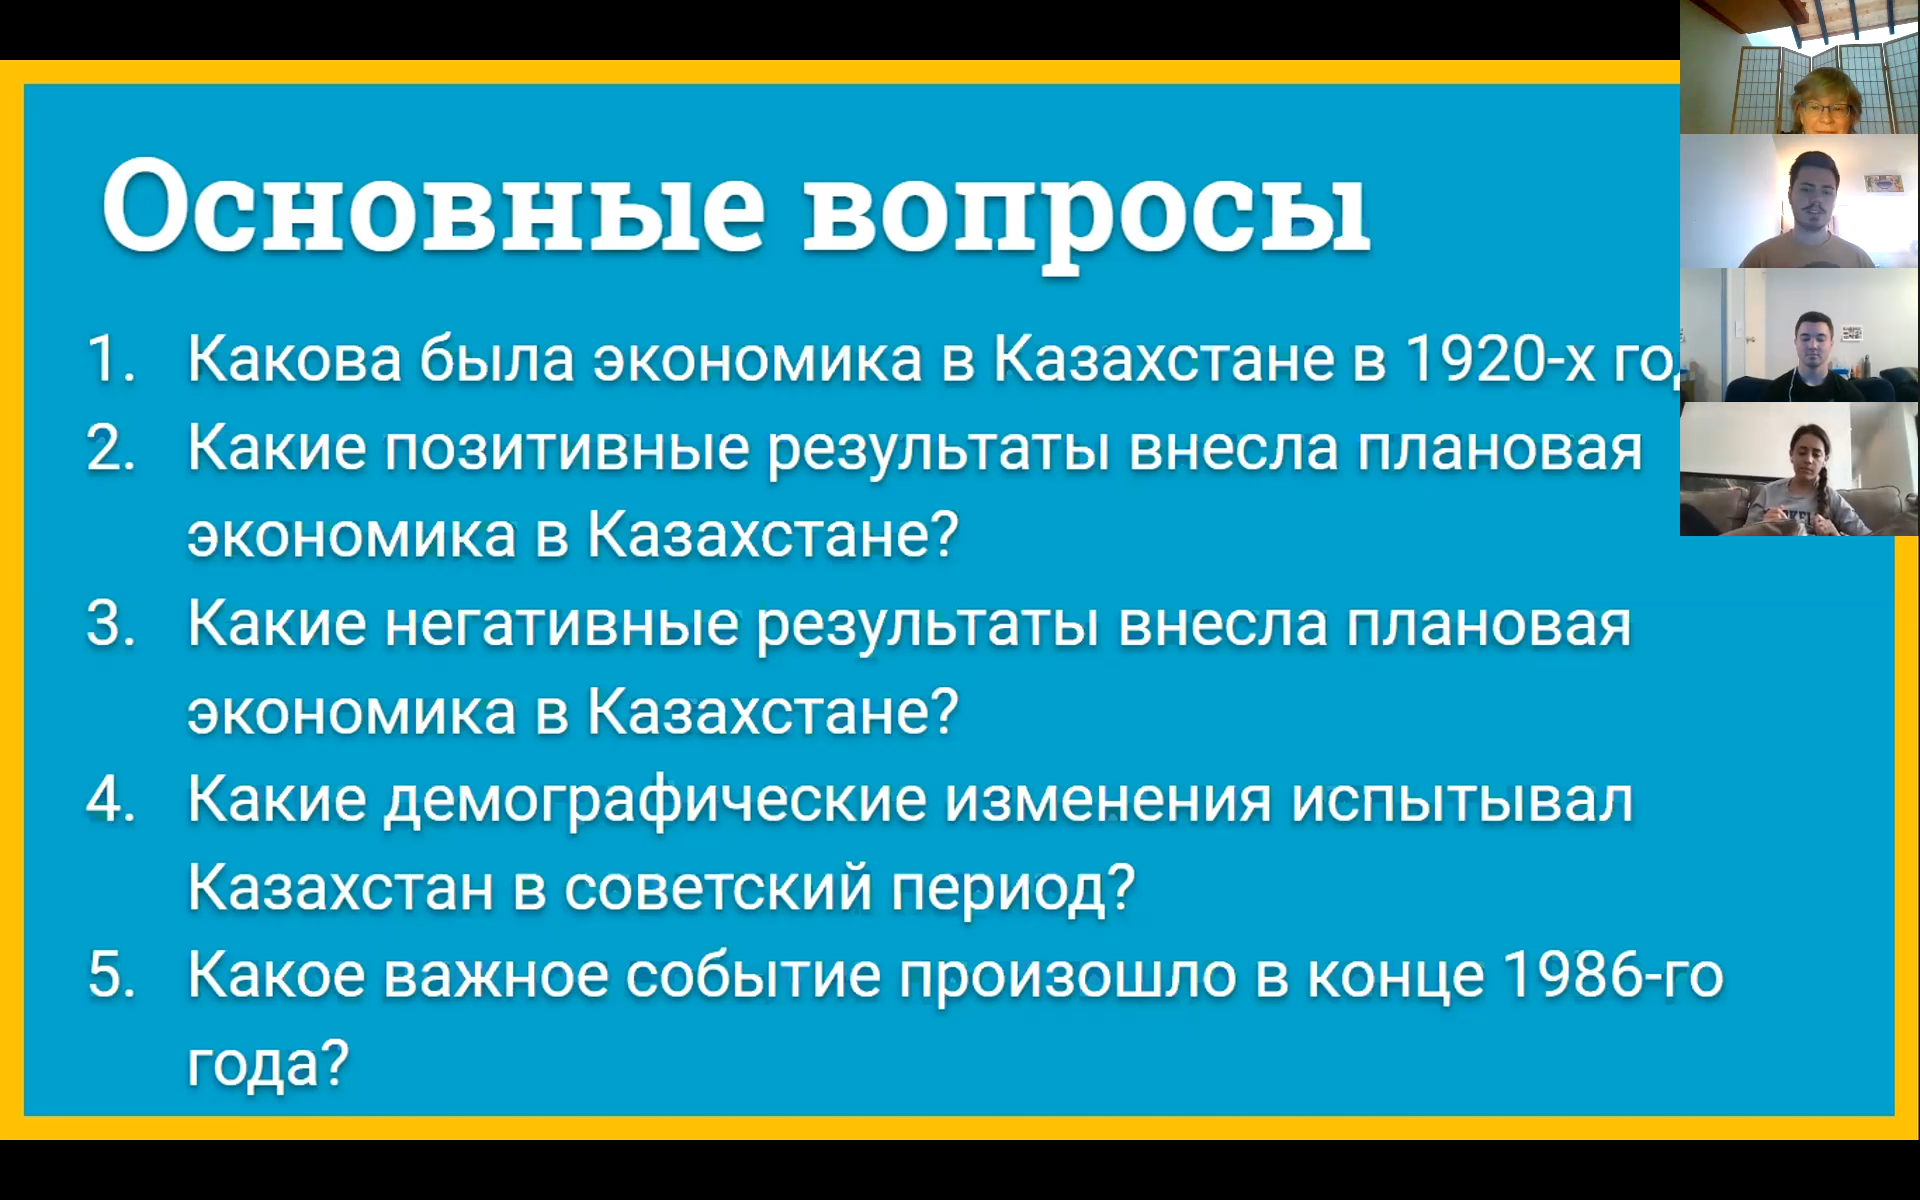 Основные вопросы
1. Какова была экономика в Казахстане в 1920-х
2. Какие позитивные результаты внесла плановая
экономика в Казахстане?
3. Какие негативные результаты внесла плановая
экономика в Казахстане?
4. Какие демографические изменения испытывал
Казахстан в советский период?
5. Какое важное событие произошло в конце 1986-го
года?